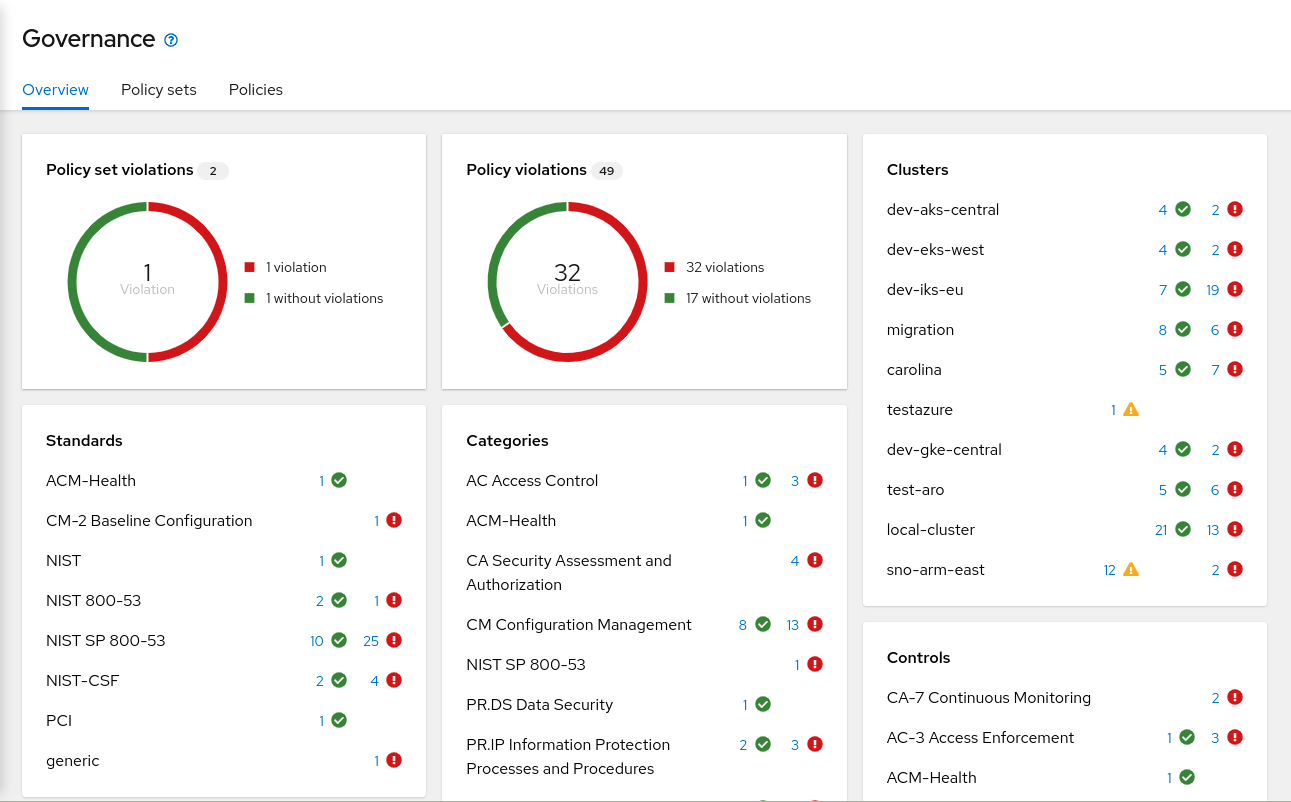 Governance
Overview Policy sets Policies
Policy set violations 2
1
Violation
1 violation
1 without violations
Policy violations 49
32
Violations
32 violations
17 without violations
Clusters
dev-aks-central 4 2
dev-eks-west 4 2
dev-iks-eu 7 19
migration 8 6
carolina 5 7
testazure 1
dev-gke-central 4 2
test-aro 5 6
local-cluster 21 13
sno-arm-east 12 2
Standards
ACM-Health 1
CM-2 Baseline Configuration 1
NIST 1
NIST 800-53 2 1
NIST SP 800-53 10 25
NIST-CSF 2 4
PCI 1
generic 1
Categories
AC Access Control 1 3
ACM-Health 1
CA Security Assessment and 4
Authorization
CM Configuration Management 8 13
NIST SP 800-53 1
PR.DS Data Security 1
PR.IP Information Protection 2 3
Processes and Procedures
Controls
CA-7 Continuous Monitoring 2
AC-3 Access Enforcement 1 3
ACM-Health 1